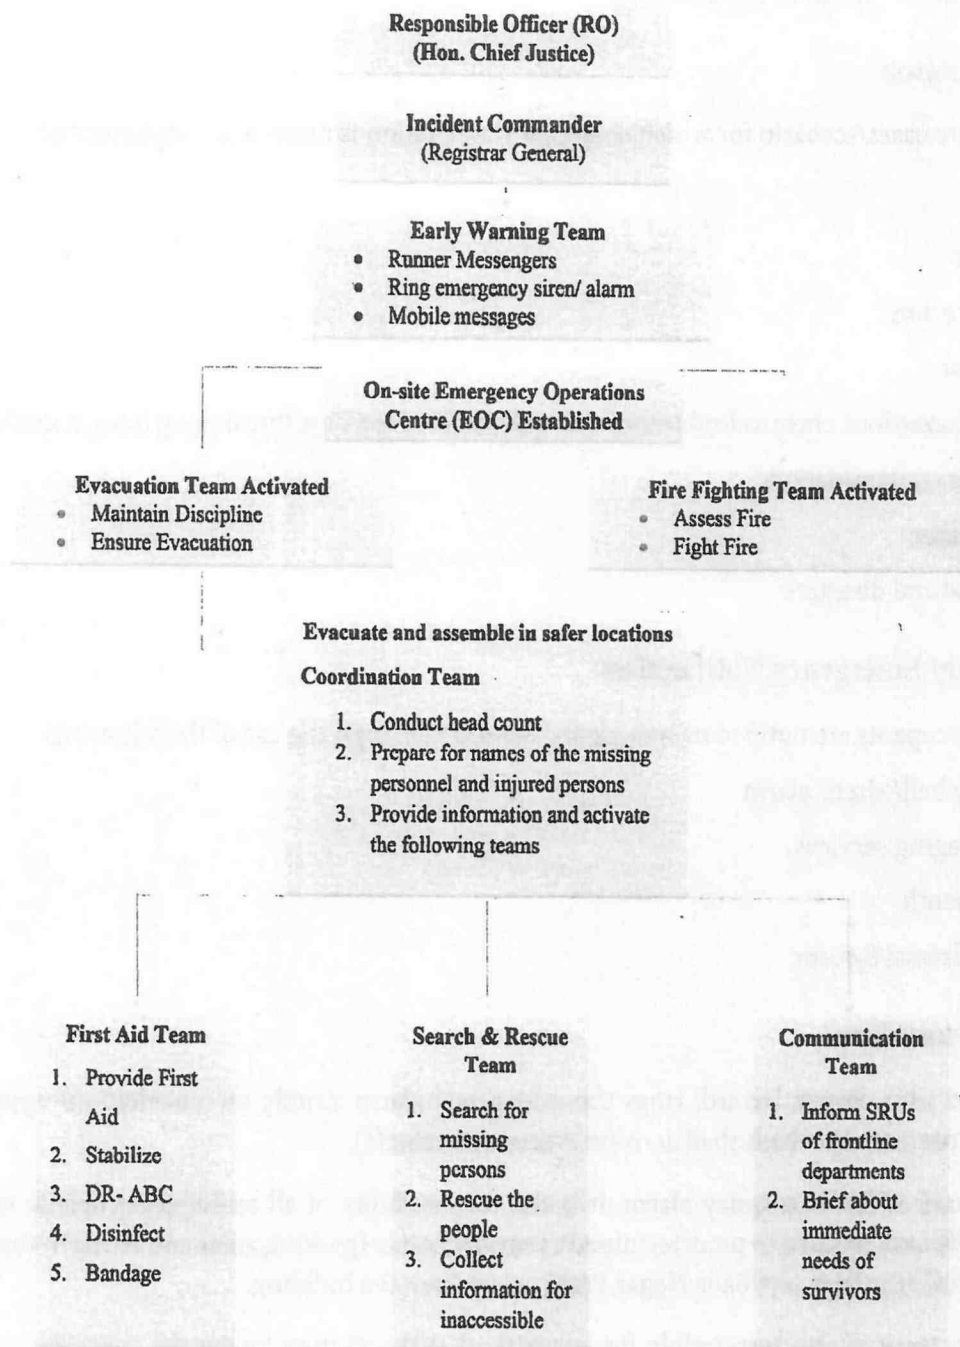 Responsible Officer (RO)
(Hon. Chief Justice)
Incident Commander
(Registrar General)
Early Warning Team
• Runner Messengers
• Ring emergency siren/ alarm
• Mobile messages
On-site Emergency Operations
Centre (EOC) Established
Evacuation Team Activated
• Maintain Discipline
• Ensure Evacuation
Fire Fighting Team Activated
• Assess Fire
• Fight Fire
Evacuate and assemble in safer locations
Coordination Team
1. Conduct head count
2. Prepare for names of the missing
personnel and injured persons
3. Provide information and activate
the following teams
First Aid Team
1. Provide First
Aid
2. Stabilize
3. DR- ABC
4. Disinfect
5. Bandage
Search & Rescue
Team
1. Search for
missing
persons
2. Rescue the
people
3. Collect
information for
inaccessible
Communication
Team
1. Inform SRUs
of frontline
departments
2. Brief about
immediate
needs of
survivors